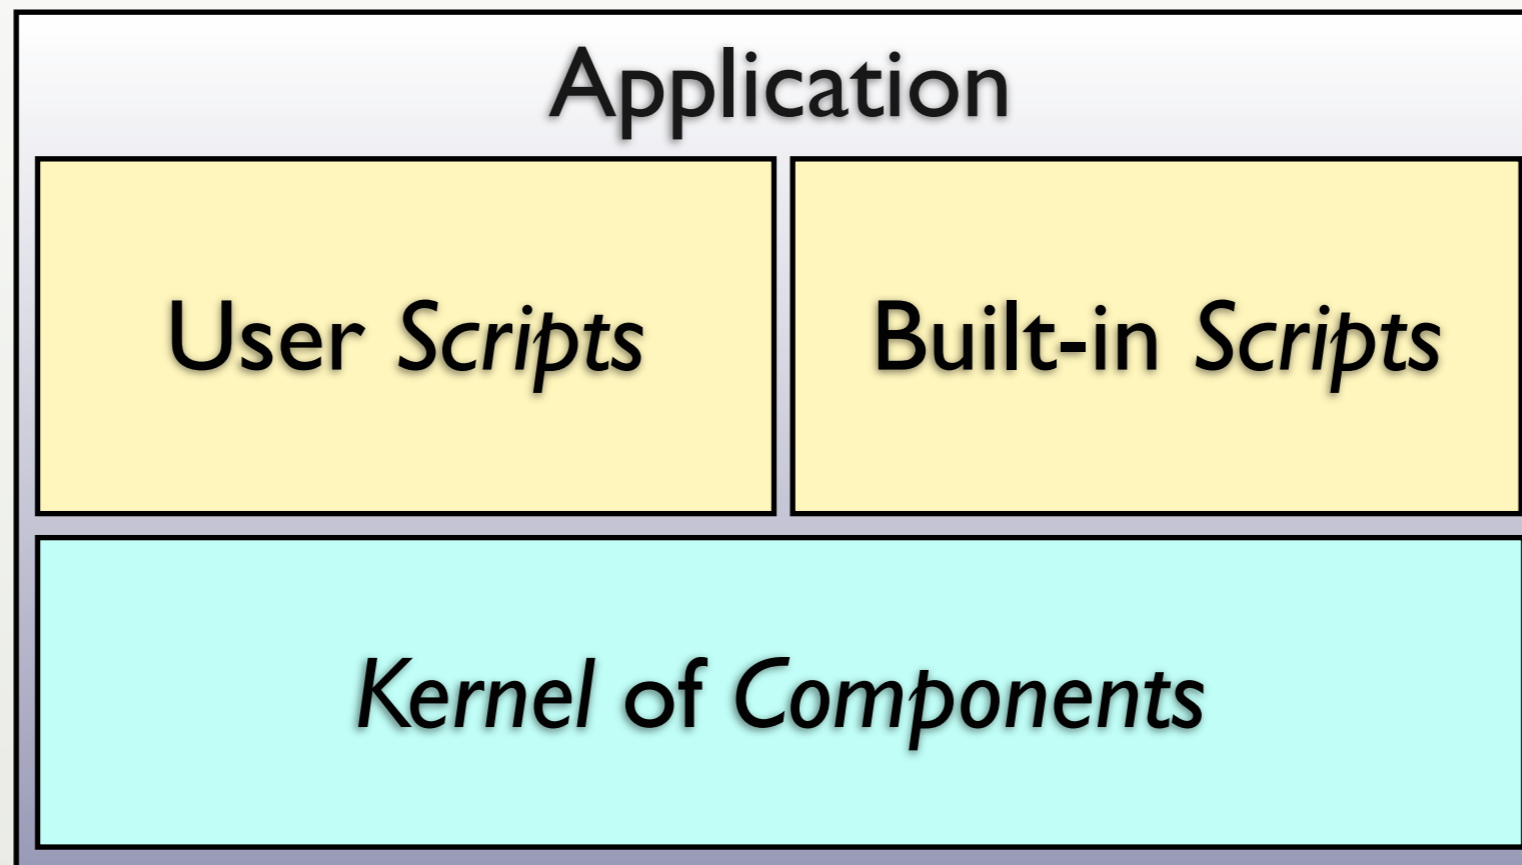 Application
User Scripts
Built-in Scripts
Kernel of Components